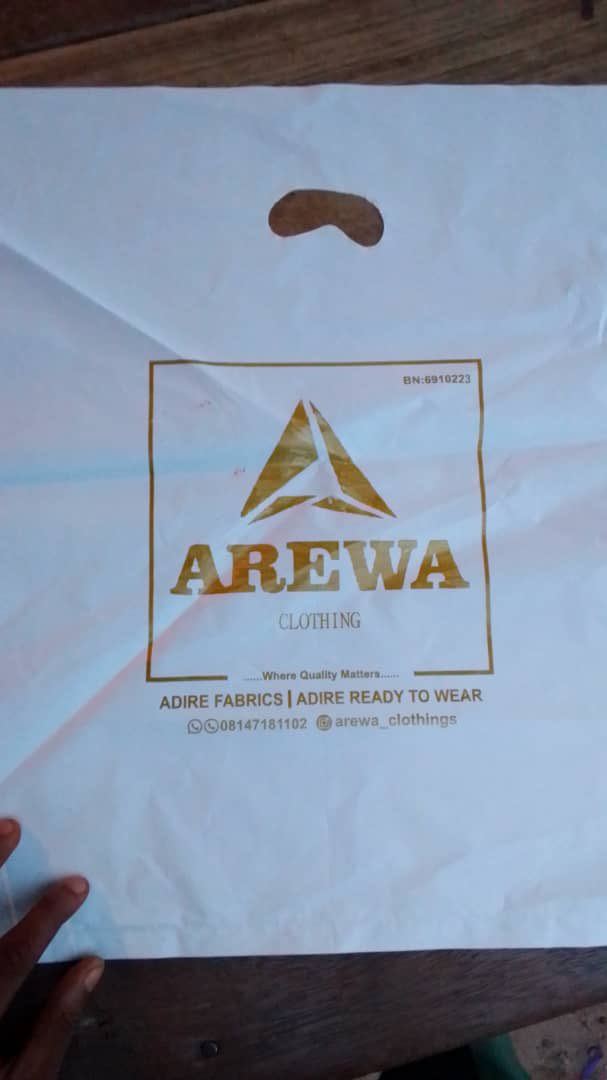 BN:6910223
AREWA
CLOTHING
......Where Quality Matters......
ADIRE FABRICS | ADIRE READY TO WEAR
08147181102 arewa_clothings